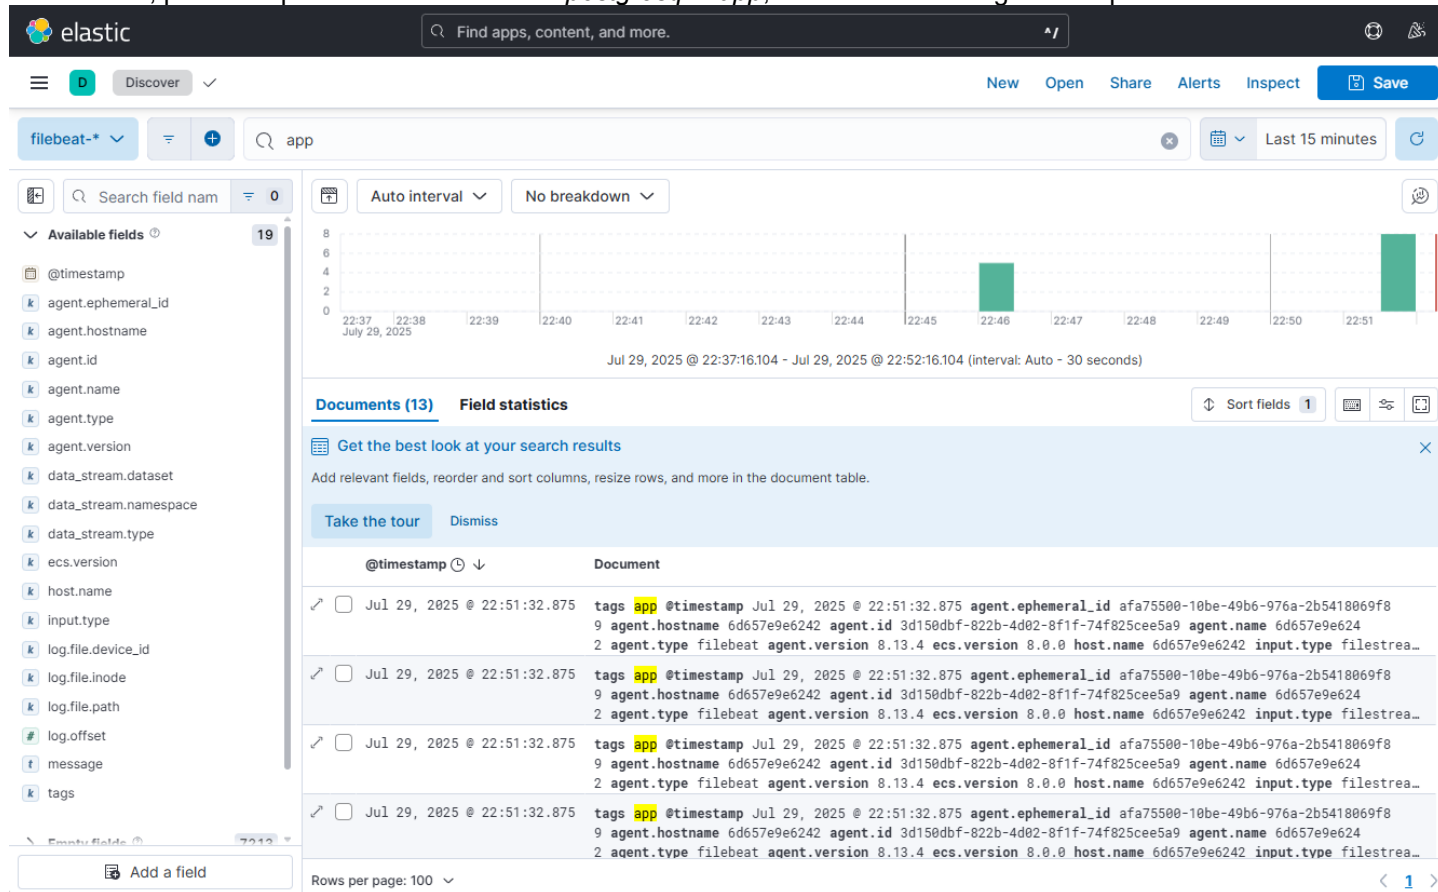 elastic
Find apps, content, and more.
^/
D
Discover
New
Open
Share
Alerts
Inspect
Save
filebeat-*
app
Last 15 minutes
Search field nam
0
Auto interval
No breakdown
Available fields
19
@timestamp
agent.ephemeral_id
agent.hostname
agent.id
agent.name
agent.type
agent.version
data_stream.dataset
data_stream.namespace
data_stream.type
ecs.version
host.name
input.type
log.file.device_id
log.file.inode
log.file.path
log.offset
message
tags
Empty fields
7213
Add a field
8
6
4
2
0
22:37 22:38 22:39 22:40 22:41 22:42 22:43 22:44 22:45 22:46 22:47 22:48 22:49 22:50 22:51
July 29, 2025
Jul 29, 2025 @ 22:37:16.104 - Jul 29, 2025 @ 22:52:16.104 (interval: Auto - 30 seconds)
Documents (13)
Field statistics
Sort fields 1
Get the best look at your search results
Add relevant fields, reorder and sort columns, resize rows, and more in the document table.
Take the tour
Dismiss
@timestamp
Document
Jul 29, 2025 @ 22:51:32.875
tags app @timestamp Jul 29, 2025 @ 22:51:32.875 agent.ephemeral_id afa75500-10be-49b6-976a-2b5418069f8
9 agent.hostname 6d657e9e6242 agent.id 3d150dbf-822b-4d02-8f1f-74f825cee5a9 agent.name 6d657e9e624
2 agent.type filebeat agent.version 8.13.4 ecs.version 8.0.0 host.name 6d657e9e6242 input.type filestrea…
Jul 29, 2025 @ 22:51:32.875
tags app @timestamp Jul 29, 2025 @ 22:51:32.875 agent.ephemeral_id afa75500-10be-49b6-976a-2b5418069f8
9 agent.hostname 6d657e9e6242 agent.id 3d150dbf-822b-4d02-8f1f-74f825cee5a9 agent.name 6d657e9e624
2 agent.type filebeat agent.version 8.13.4 ecs.version 8.0.0 host.name 6d657e9e6242 input.type filestrea…
Jul 29, 2025 @ 22:51:32.875
tags app @timestamp Jul 29, 2025 @ 22:51:32.875 agent.ephemeral_id afa75500-10be-49b6-976a-2b5418069f8
9 agent.hostname 6d657e9e6242 agent.id 3d150dbf-822b-4d02-8f1f-74f825cee5a9 agent.name 6d657e9e624
2 agent.type filebeat agent.version 8.13.4 ecs.version 8.0.0 host.name 6d657e9e6242 input.type filestrea…
Jul 29, 2025 @ 22:51:32.875
tags app @timestamp Jul 29, 2025 @ 22:51:32.875 agent.ephemeral_id afa75500-10be-49b6-976a-2b5418069f8
9 agent.hostname 6d657e9e6242 agent.id 3d150dbf-822b-4d02-8f1f-74f825cee5a9 agent.name 6d657e9e624
2 agent.type filebeat agent.version 8.13.4 ecs.version 8.0.0 host.name 6d657e9e6242 input.type filestrea…
Rows per page: 100
1